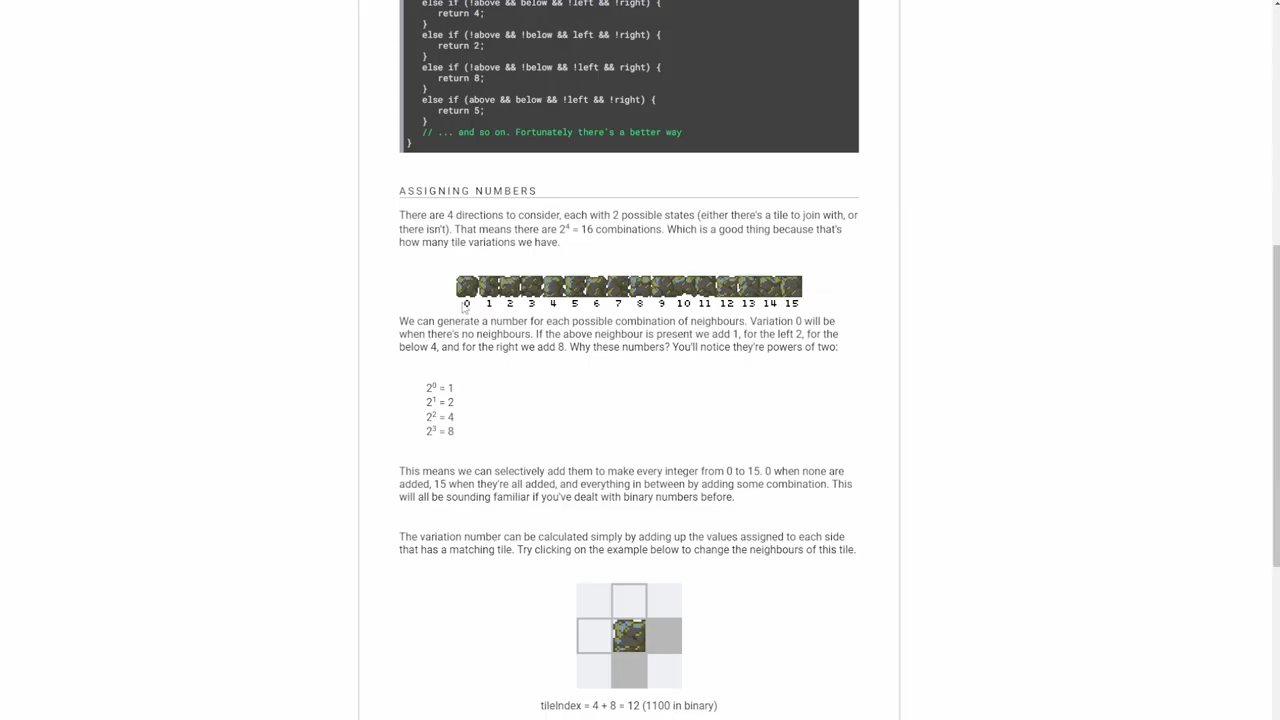 else if (!above && below && !left && !right) {
return 4;
}
else if (!above && !below && left && !right) {
return 2;
}
else if (!above && !below && !left && right) {
return 8;
}
else if (above && below && !left && !right) {
return 5;
}
// ... and so on. Fortunately there's a better way
}
ASSIGNING NUMBERS
There are 4 directions to consider, each with 2 possible states (either there's a tile to join with, or
there isn't). That means there are 2⁴ = 16 combinations. Which is a good thing because that's
how many tile variations we have.
0 1 2 3 4 5 6 7 8 9 10 11 12 13 14 15
We can generate a number for each possible combination of neighbours. Variation 0 will be
when there's no neighbours. If the above neighbour is present we add 1, for the left 2, for the
below 4, and for the right we add 8. Why these numbers? You'll notice they're powers of two:
2⁰ = 1
2¹ = 2
2² = 4
2³ = 8
This means we can selectively add them to make every integer from 0 to 15. 0 when none are
added, 15 when they're all added, and everything in between by adding some combination. This
will all be sounding familiar if you've dealt with binary numbers before.
The variation number can be calculated simply by adding up the values assigned to each side
that has a matching tile. Try clicking on the example below to change the neighbours of this tile.
tileIndex = 4 + 8 = 12 (1100 in binary)